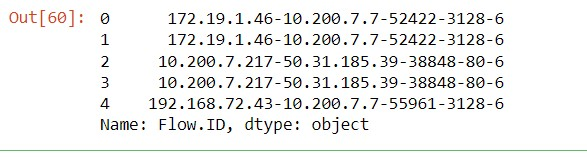 Out[60]: 0 172.19.1.46-10.200.7.7-52422-3128-6
1 172.19.1.46-10.200.7.7-52422-3128-6
2 10.200.7.217-50.31.185.39-38848-80-6
3 10.200.7.217-50.31.185.39-38848-80-6
4 192.168.72.43-10.200.7.7-55961-3128-6
Name: Flow.ID, dtype: object